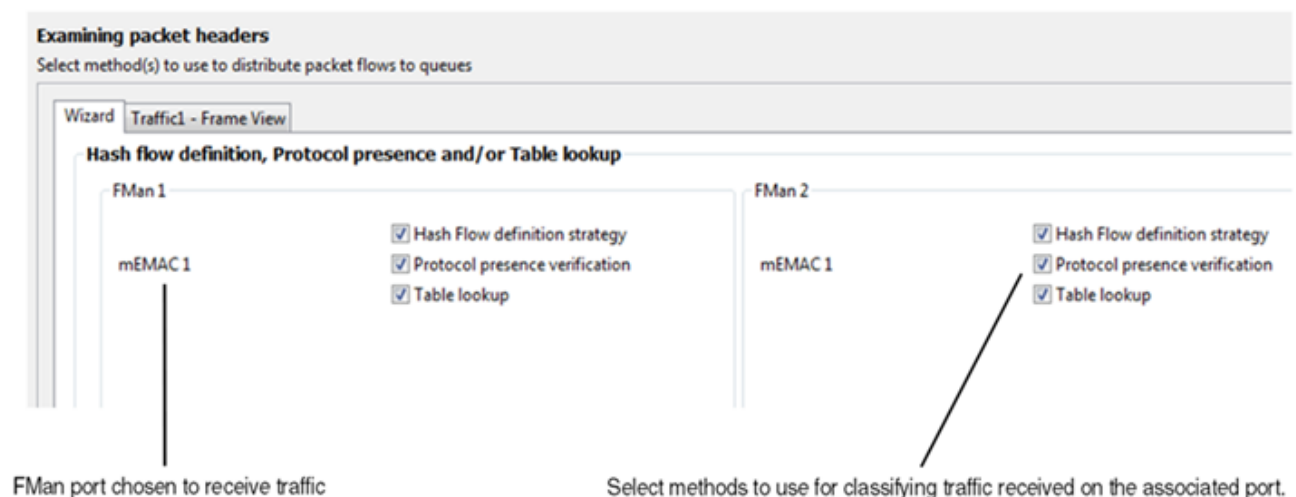 Examining packet headers
Select method(s) to use to distribute packet flows to queues
Wizard Traffic1 - Frame View
Hash flow definition, Protocol presence and/or Table lookup
FMan 1 FMan 2
Hash Flow definition strategy Hash Flow definition strategy
mEMAC 1 Protocol presence verification mEMAC 1 Protocol presence verification
Table lookup Table lookup
FMan port chosen to receive traffic Select methods to use for classifying traffic received on the associated port.